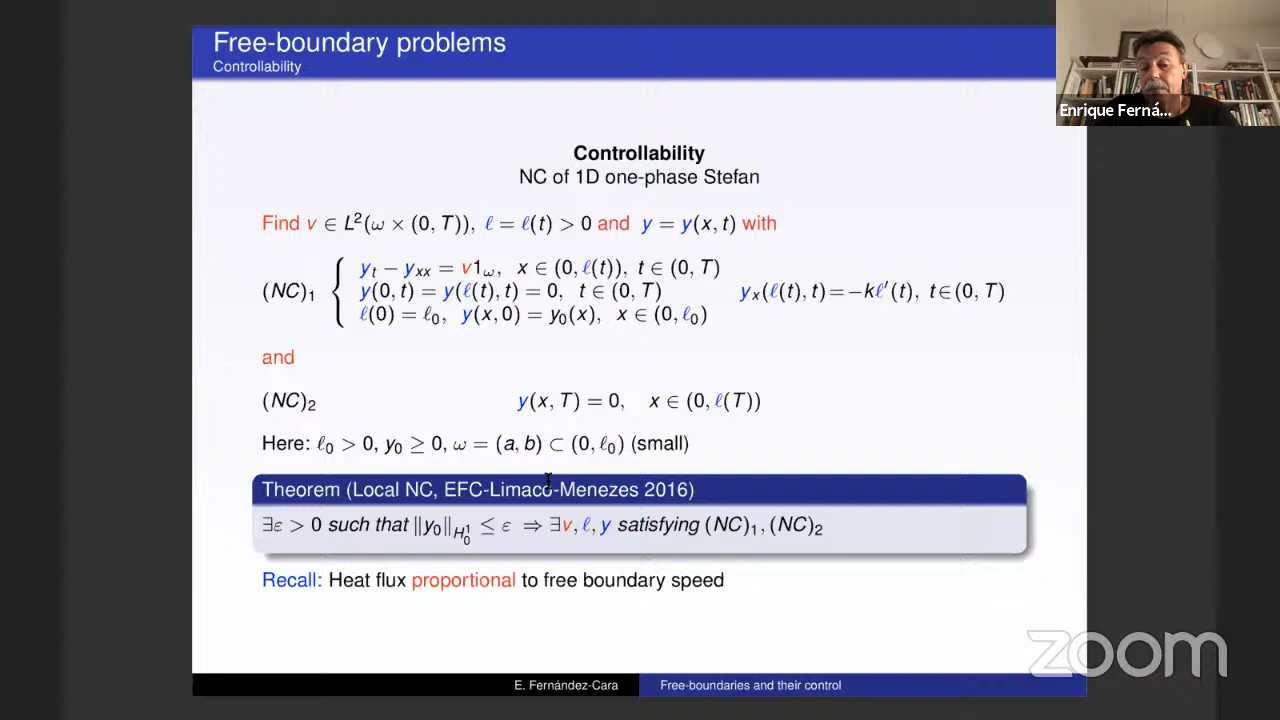 Free-boundary problems
Controllability
Enrique Ferná...
Controllability
NC of 1D one-phase Stefan
Find v ∈ L²(ω × (0, T)), ℓ = ℓ(t) > 0 and y = y(x, t) with
(NC)₁ { y_t − y_xx = v1_ω, x ∈ (0, ℓ(t)), t ∈ (0, T)
y(0, t) = y(ℓ(t), t) = 0, t ∈ (0, T) y_x(ℓ(t), t) = −kℓ′(t), t∈(0, T)
ℓ(0) = ℓ₀, y(x, 0) = y₀(x), x ∈ (0, ℓ₀)
and
(NC)₂ y(x, T) = 0, x ∈ (0, ℓ(T))
Here: ℓ₀ > 0, y₀ ≥ 0, ω = (a, b) ⊂ (0, ℓ₀) (small)
Theorem (Local NC, EFC-Limaco-Menezes 2016)
∃ε > 0 such that ‖y₀‖_{H₀¹} ≤ ε ⇒ ∃v, ℓ, y satisfying (NC)₁, (NC)₂
Recall: Heat flux proportional to free boundary speed
zoom
E. Fernández-Cara Free-boundaries and their control